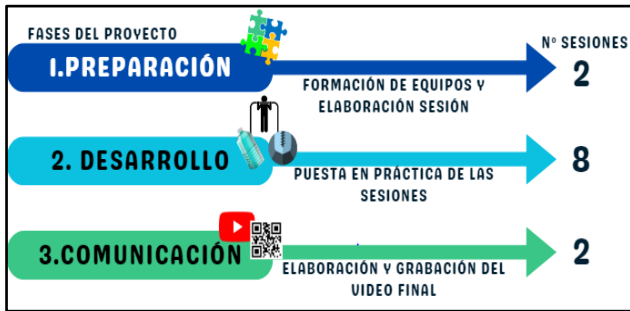 FASES DEL PROYECTO
Nº SESIONES
1.PREPARACIÓN
2
FORMACIÓN DE EQUIPOS Y
ELABORACIÓN SESIÓN
2. DESARROLLO
8
PUESTA EN PRÁCTICA DE LAS
SESIONES
3.COMUNICACIÓN
2
ELABORACIÓN Y GRABACIÓN DEL
VIDEO FINAL